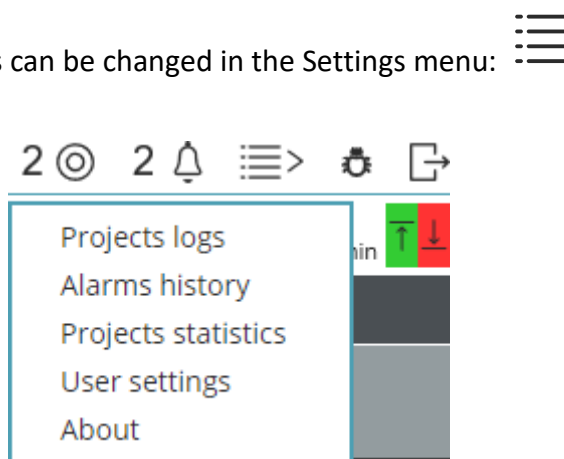 s can be changed in the Settings menu:
2 2
Projects logs
Alarms history
Projects statistics
User settings
About